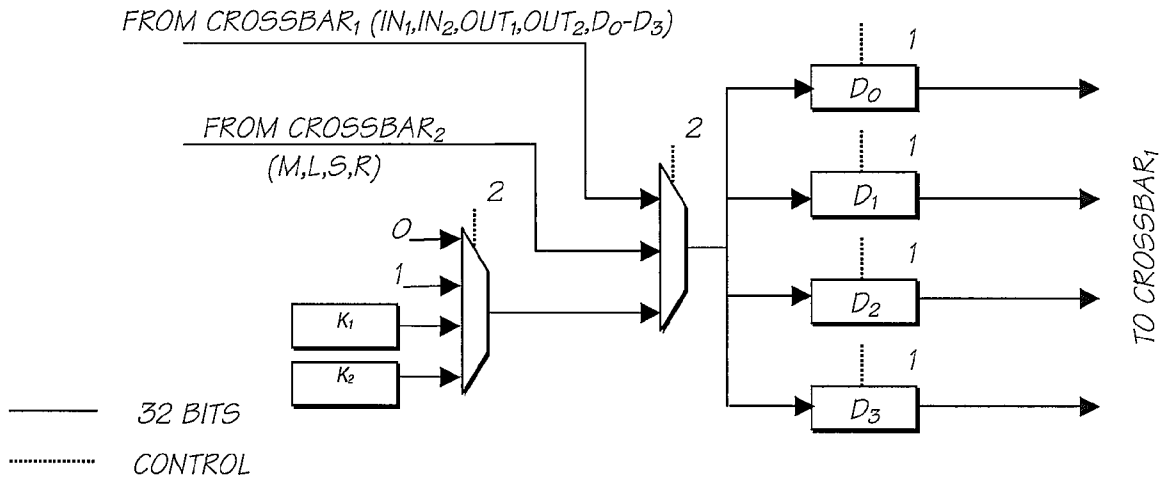 FROM CROSSBAR₁ (IN₁,IN₂,OUT₁,OUT₂,D₀-D₃)
1
D₀
FROM CROSSBAR₂
(M,L,S,R)
2
1
D₁
2
0
1
K₁
K₂
1
D₂
1
D₃
TO CROSSBAR₁
32 BITS
CONTROL